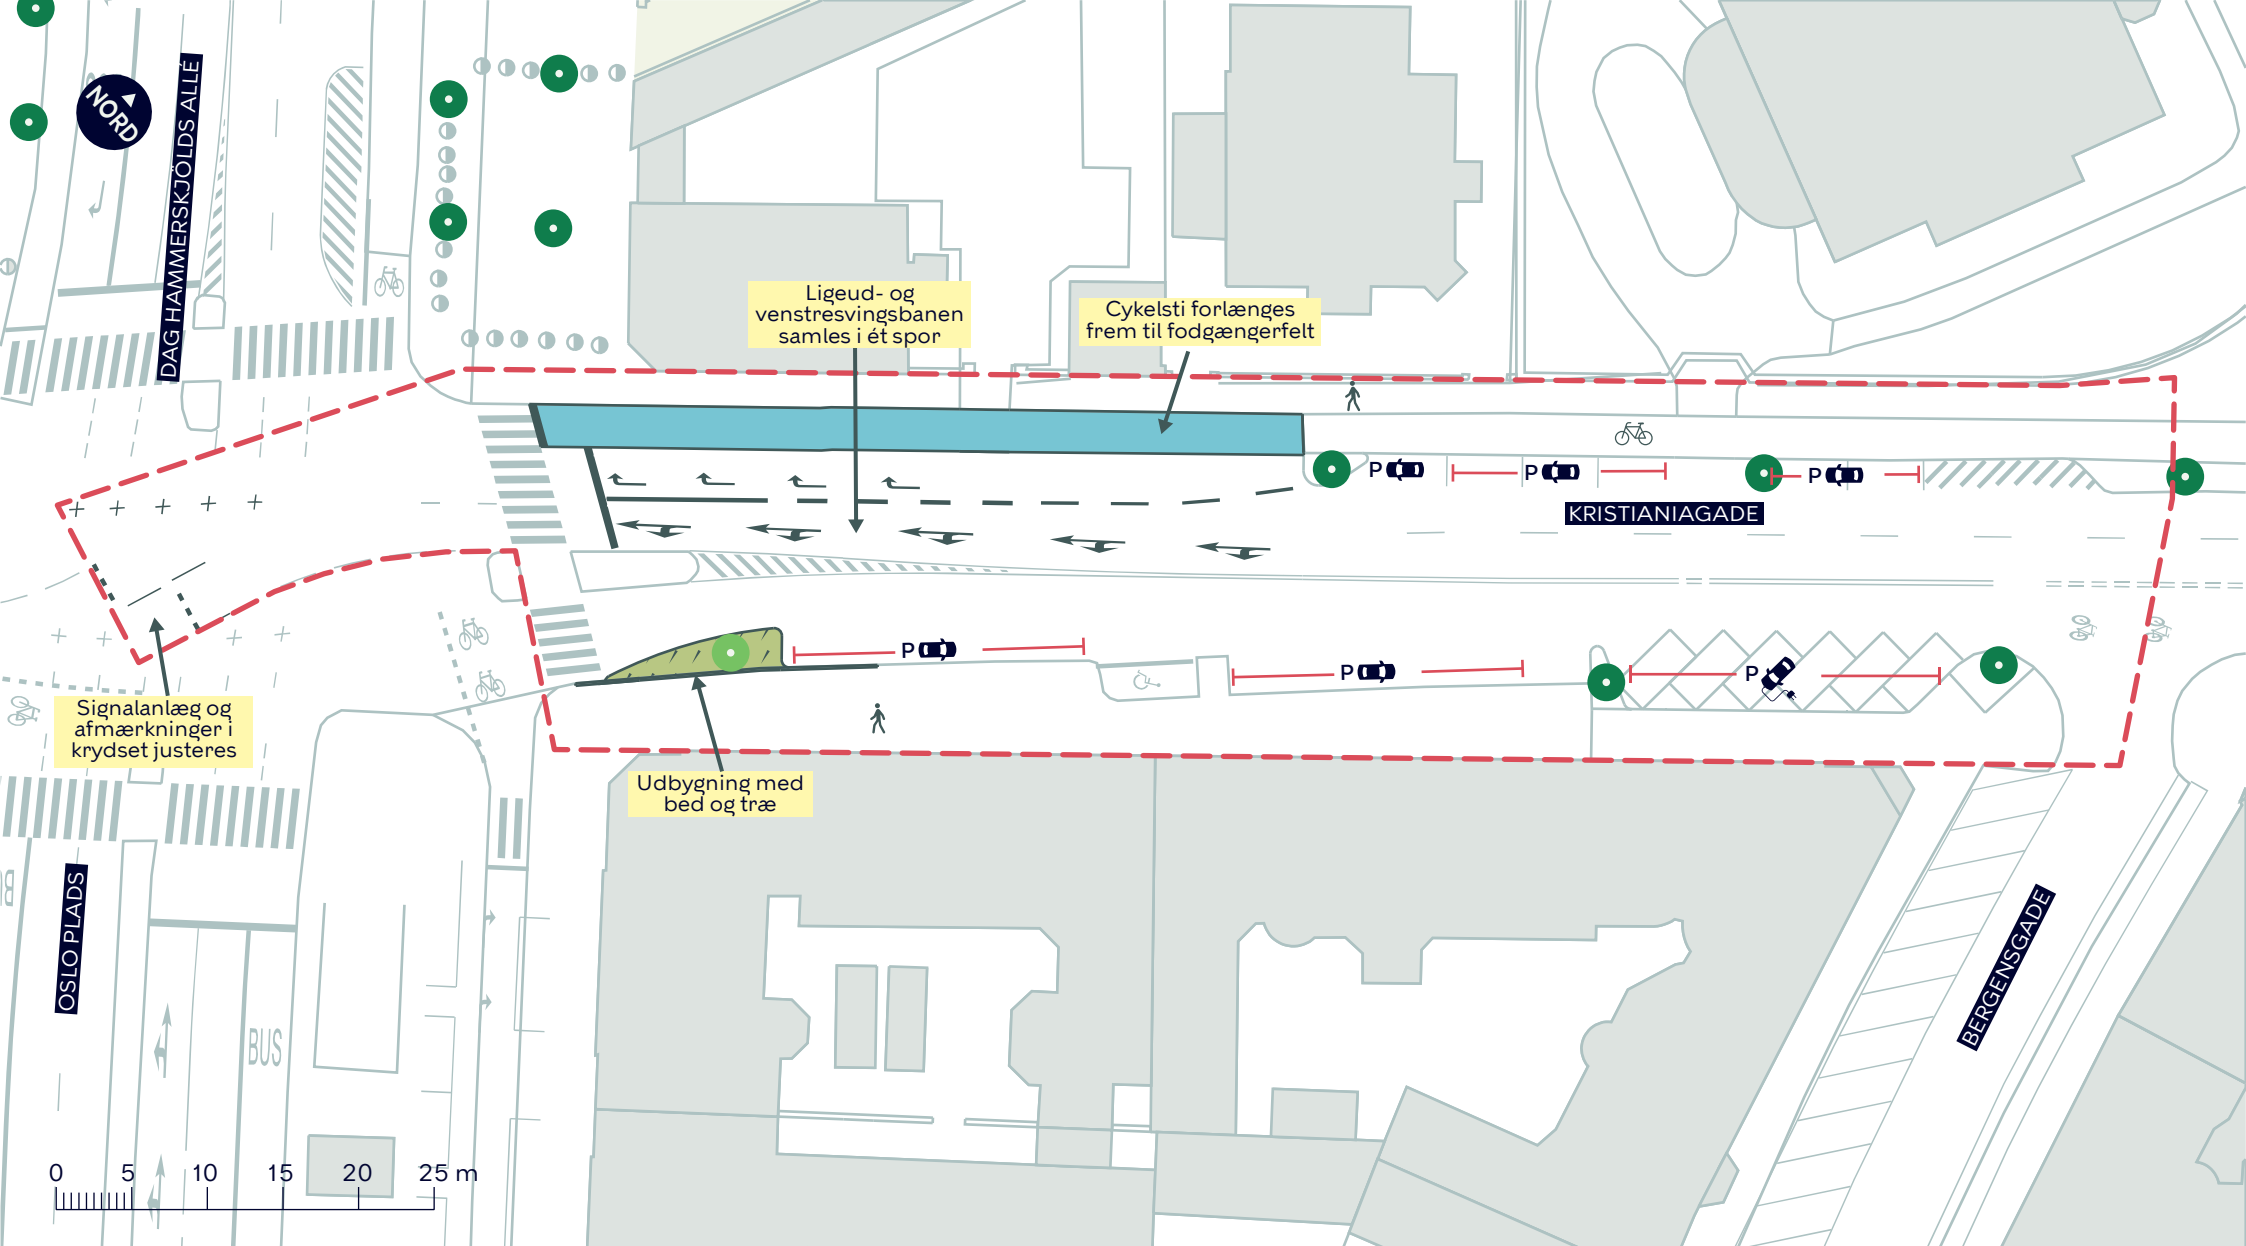 NORD
DAG HAMMERSKJÖLDS ALLÉ
Ligeud- og
venstresvingsbanen
samles i ét spor
Cykelsti forlænges
frem til fodgængerfelt
P
P
P
KRISTIANIAGADE
P
P
P
Signalanlæg og
afmærkninger i
krydset justeres
Udbygning med
bed og træ
OSLO PLADS
BUS
BERGENSGADE
0 5 10 15 20 25 m